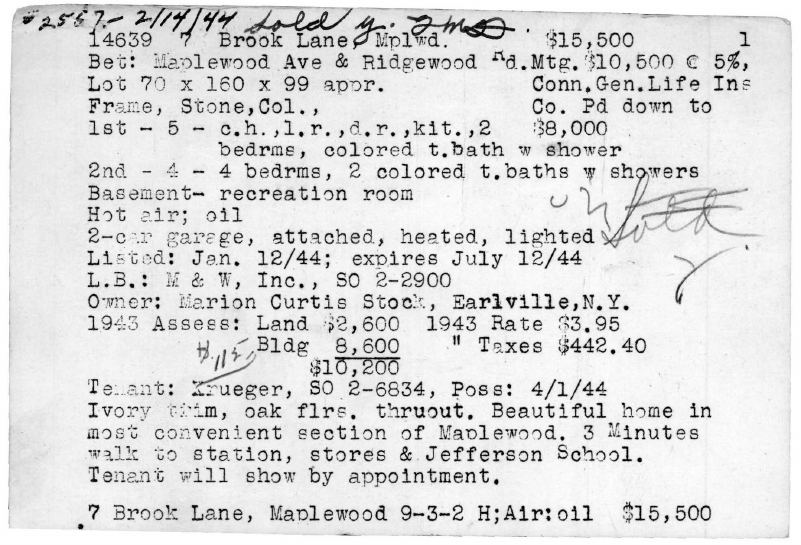 #2557- 2/14/44 Sold
14639 7 Brook Lane, Mplwd. $15,500 1
Bet: Maplewood Ave & Ridgewood Rd. Mtg. $10,500 @ 5%,
Lot 70 x 160 x 99 appr. Conn.Gen.Life Ins
Frame, Stone,Col., Co. Pd down to
1st - 5 - c.h.,l.r.,d.r.,kit.,2 $8,000
bedrms, colored t.bath w shower
2nd - 4 - 4 bedrms, 2 colored t.baths w showers
Basement- recreation room
Hot air; oil
2-car garage, attached, heated, lighted Sold
Listed: Jan. 12/44; expires July 12/44
L.B.: M & W, Inc., SO 2-2900
Owner: Marion Curtis Stock, Earlville,N.Y.
1943 Assess: Land $2,600 1943 Rate $3.95
Bldg 8,600 " Taxes $442.40
$10,200
Tenant: Krueger, SO 2-6834, Poss: 4/1/44
Ivory trim, oak flrs. thruout. Beautiful home in
most convenient section of Maplewood. 3 Minutes
walk to station, stores & Jefferson School.
Tenant will show by appointment.
7 Brook Lane, Maplewood 9-3-2 H;Air:oil $15,500